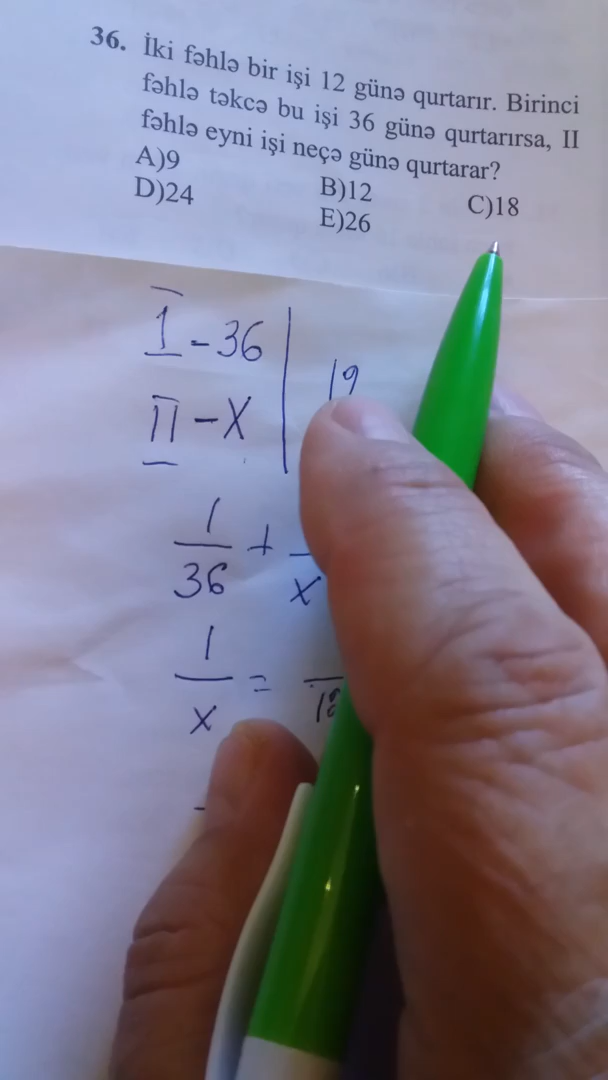 36. İki fəhlə bir işi 12 günə qurtarır. Birinci
fəhlə təkcə bu işi 36 günə qurtarırsa, II
fəhlə eyni işi neçə günə qurtarar?
A)9 B)12 C)18
D)24 E)26
I - 36
II - X
1/36 + /x
1/x =